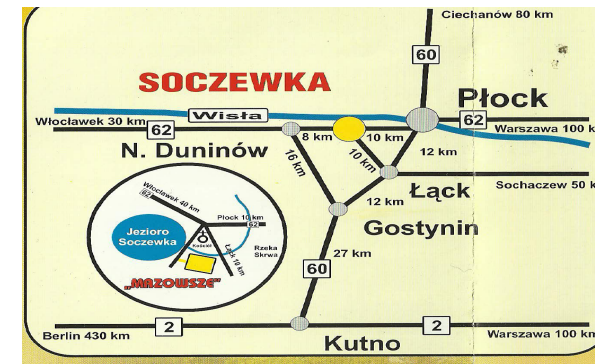 Ciechanów 80 km
60
SOCZEWKA
Płock
Włocławek 30 km
Wisła
62
62
8 km
10 km
Warszawa 100 k
N. Duninów
16 km
10 km
12 km
Łąck
Sochaczew 50 k
12 km
Gostynin
Włocławek 40 km
62
Płock 10 km
62
Jezioro
Soczewka
Kościół
Łąck 10 km
Rzeka
Skrwa
„MAZOWSZE"
27 km
60
Berlin 430 km
2
2
Warszawa 100 km
Kutno